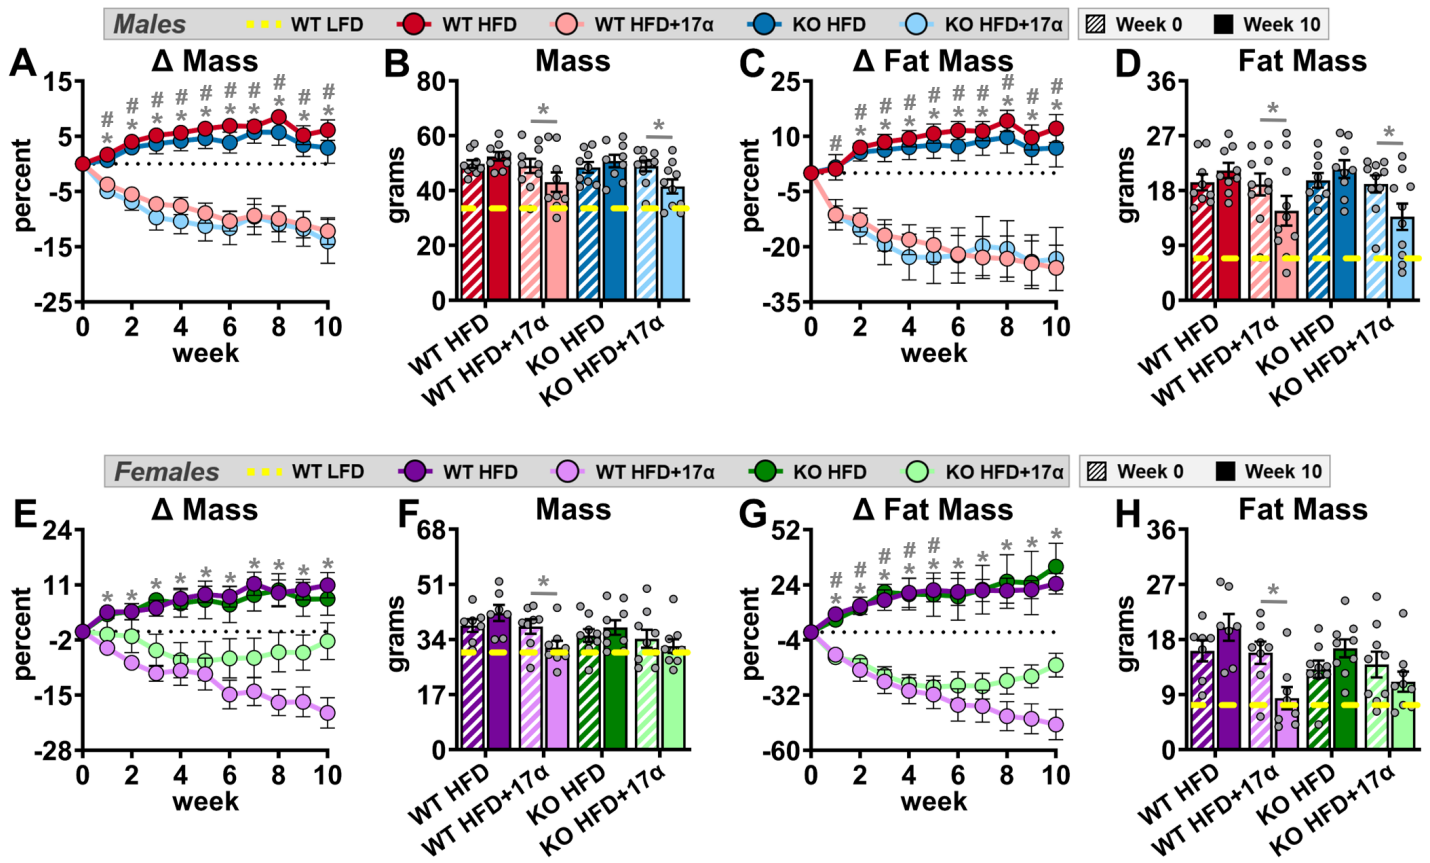 Males WT LFD WT HFD WT HFD+17α KO HFD KO HFD+17α Week 0 Week 10
A Δ Mass B Mass C Δ Fat Mass D Fat Mass
percent
15
5
-5
-15
-25
# # # # # # # # # #
* * * * * * * * * *
0 2 4 6 8 10
week
grams
80
60
40
20
0
* *
WT HFD
WT HFD+17α
KO HFD
KO HFD+17α
percent
25
10
-5
-20
-35
# # # # # # # # # #
* * * * * * * * *
0 2 4 6 8 10
week
grams
36
27
18
9
0
* *
WT HFD
WT HFD+17α
KO HFD
KO HFD+17α
Females WT LFD WT HFD WT HFD+17α KO HFD KO HFD+17α Week 0 Week 10
E Δ Mass F Mass G Δ Fat Mass H Fat Mass
percent
24
11
-2
-15
-28
* * * * * * * * * *
0 2 4 6 8 10
week
grams
68
51
34
17
0
*
WT HFD
WT HFD+17α
KO HFD
KO HFD+17α
percent
52
24
-4
-32
-60
# # # # #
* * * * * * * * * *
0 2 4 6 8 10
week
grams
36
27
18
9
0
*
WT HFD
WT HFD+17α
KO HFD
KO HFD+17α